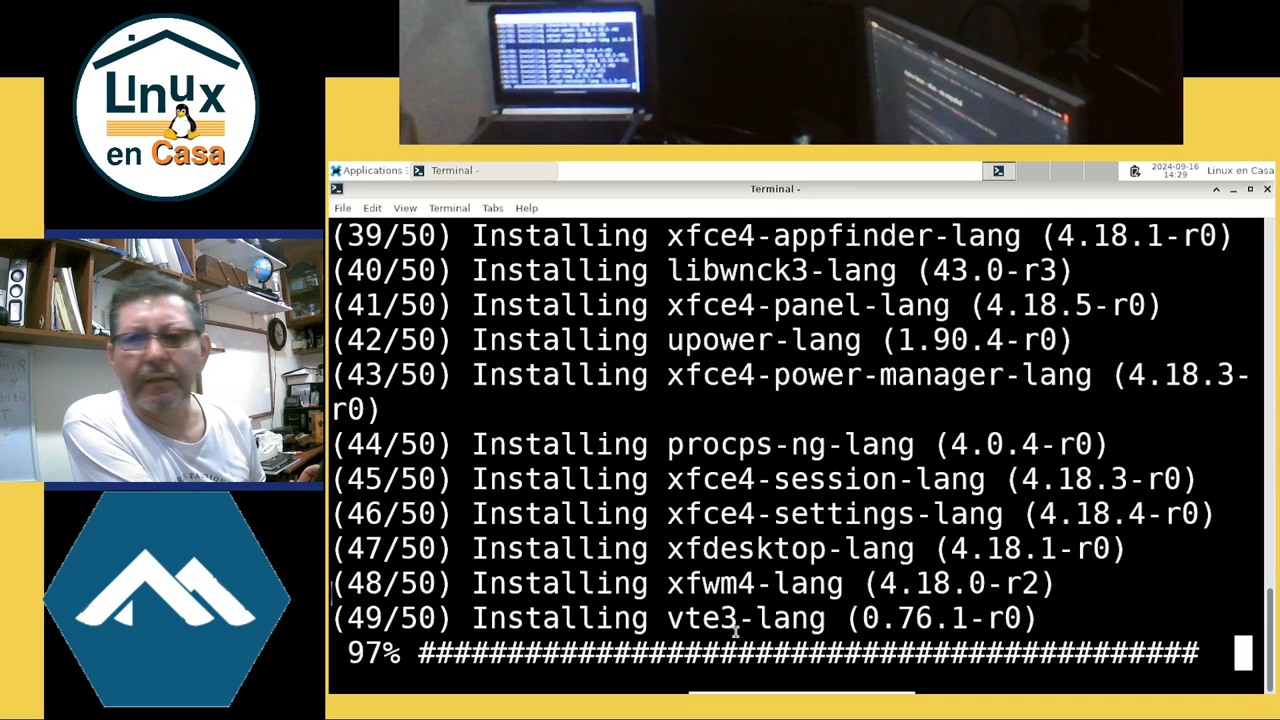 Linux
en Casa
Applications
Terminal -
2024-09-16
14:29
Linux en Casa
Terminal -
File Edit View Terminal Tabs Help
(39/50) Installing xfce4-appfinder-lang (4.18.1-r0)
(40/50) Installing libwnck3-lang (43.0-r3)
(41/50) Installing xfce4-panel-lang (4.18.5-r0)
(42/50) Installing upower-lang (1.90.4-r0)
(43/50) Installing xfce4-power-manager-lang (4.18.3-
r0)
(44/50) Installing procps-ng-lang (4.0.4-r0)
(45/50) Installing xfce4-session-lang (4.18.3-r0)
(46/50) Installing xfce4-settings-lang (4.18.4-r0)
(47/50) Installing xfdesktop-lang (4.18.1-r0)
(48/50) Installing xfwm4-lang (4.18.0-r2)
(49/50) Installing vte3-lang (0.76.1-r0)
97% ############################################